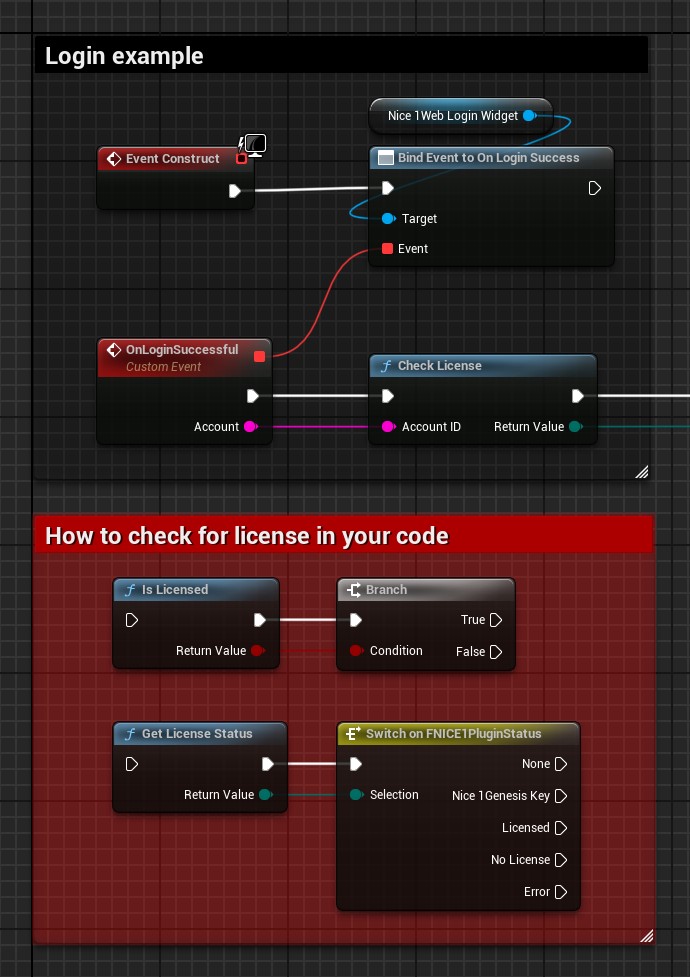 Login example
Nice 1Web Login Widget
Event Construct
Bind Event to On Login Success
Target
Event
OnLoginSuccessful
Custom Event
Account
Check License
Account ID
Return Value
How to check for license in your code
Is Licensed
Return Value
Branch
True
Condition
False
Get License Status
Return Value
Switch on FNICE1PluginStatus
None
Selection
Nice 1Genesis Key
Licensed
No License
Error